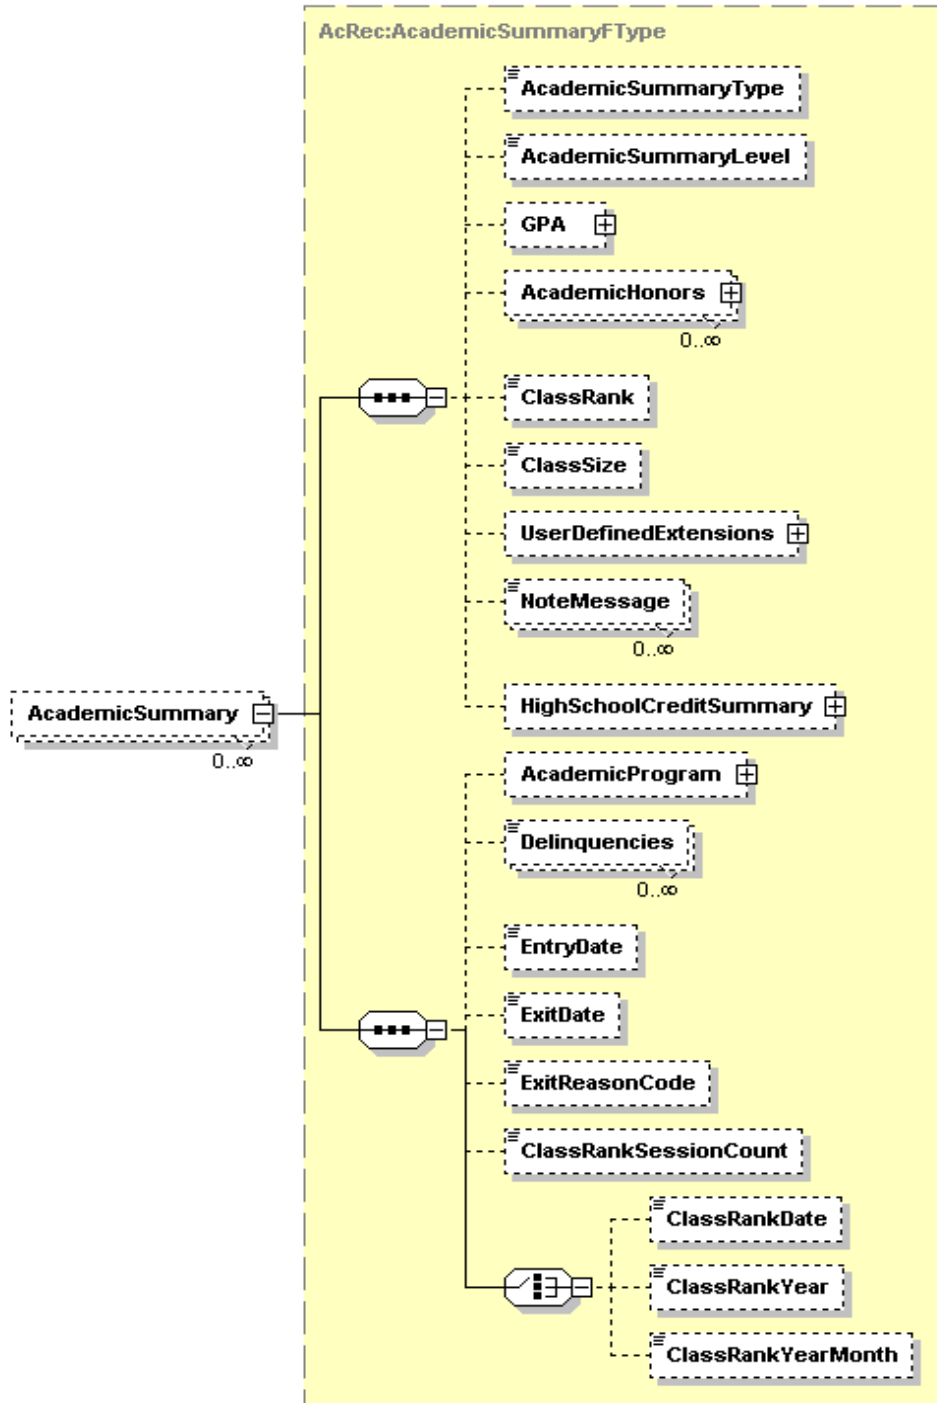 AcRec:AcademicSummaryFType
AcademicSummaryType
AcademicSummaryLevel
GPA
AcademicHonors
0..∞
ClassRank
ClassSize
UserDefinedExtensions
NoteMessage
0..∞
HighSchoolCreditSummary
AcademicSummary
0..∞
AcademicProgram
Delinquencies
0..∞
EntryDate
ExitDate
ExitReasonCode
ClassRankSessionCount
ClassRankDate
ClassRankYear
ClassRankYearMonth